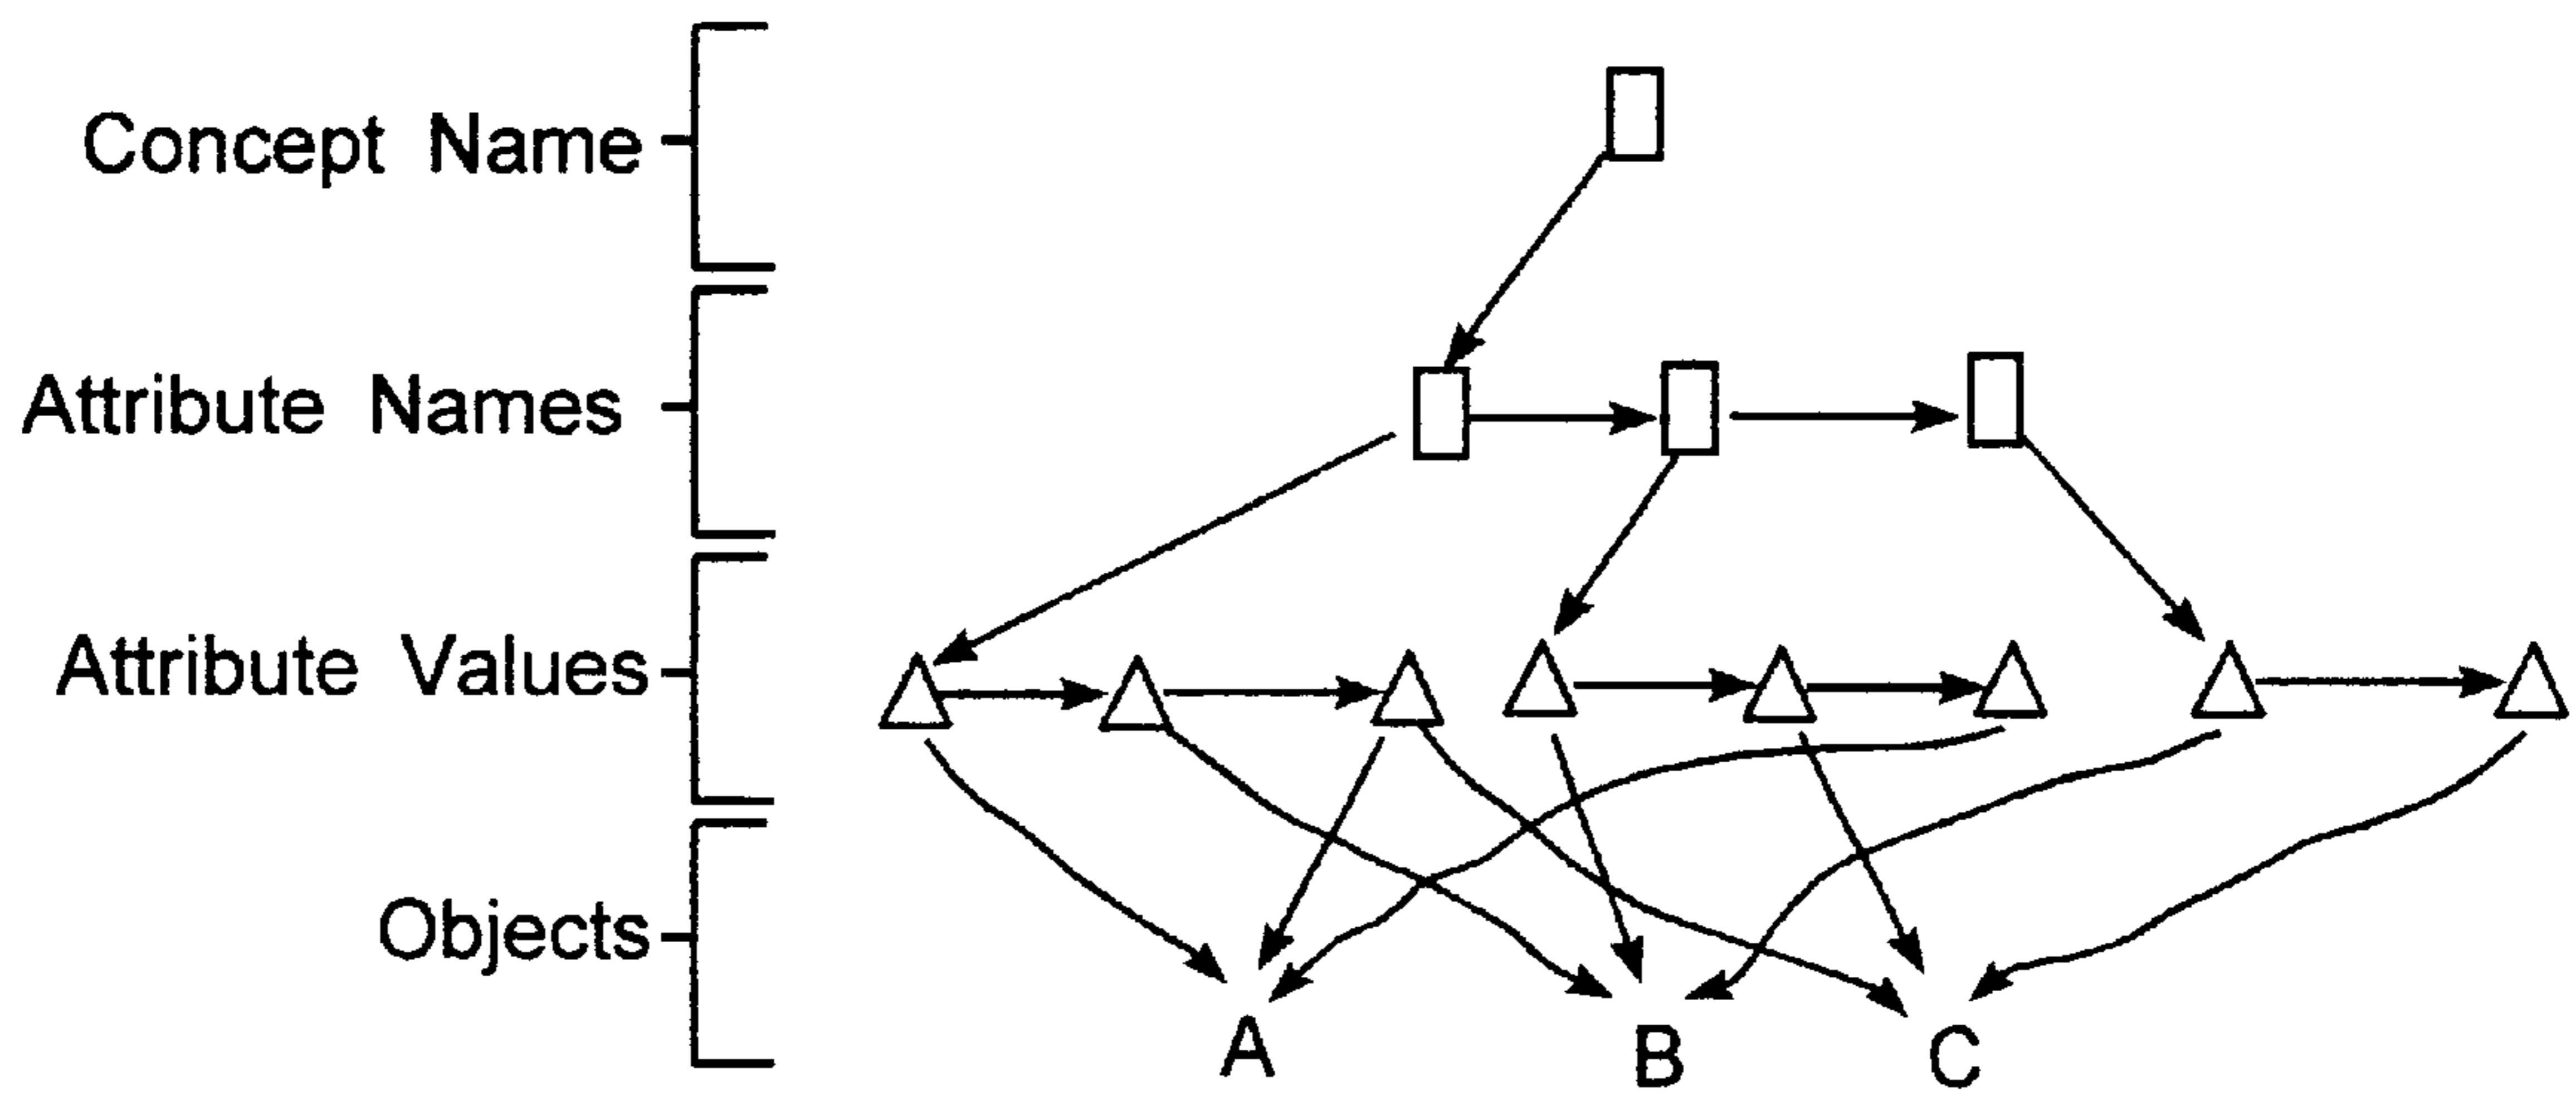 Concept Name
Attribute Names
Attribute Values
Objects
A B C